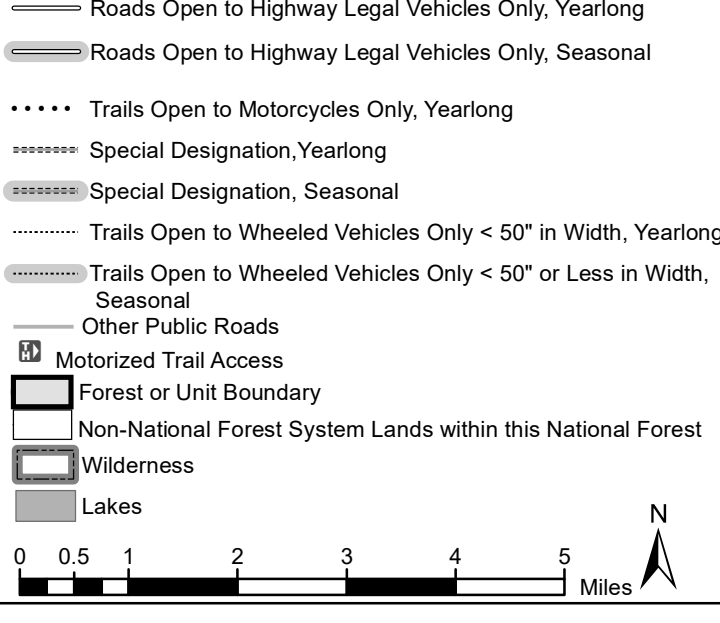 Roads Open to Highway Legal Vehicles Only, Yearlong
Roads Open to Highway Legal Vehicles Only, Seasonal
Trails Open to Motorcycles Only, Yearlong
Special Designation,Yearlong
Special Designation, Seasonal
Trails Open to Wheeled Vehicles Only < 50" in Width, Yearlong
Trails Open to Wheeled Vehicles Only < 50" or Less in Width,
Seasonal
Other Public Roads
TH Motorized Trail Access
Forest or Unit Boundary
Non-National Forest System Lands within this National Forest
Wilderness
Lakes
N
0 0.5 1 2 3 4 5
Miles